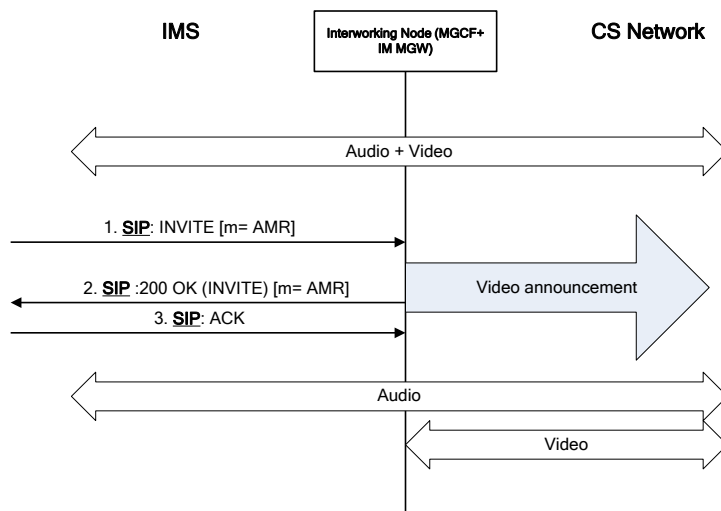 IMS
Interworking Node (MGCF+
IM MGW)
CS Network
Audio + Video
1. SIP: INVITE [m= AMR]
2. SIP :200 OK (INVITE) [m= AMR]
Video announcement
3. SIP: ACK
Audio
Video